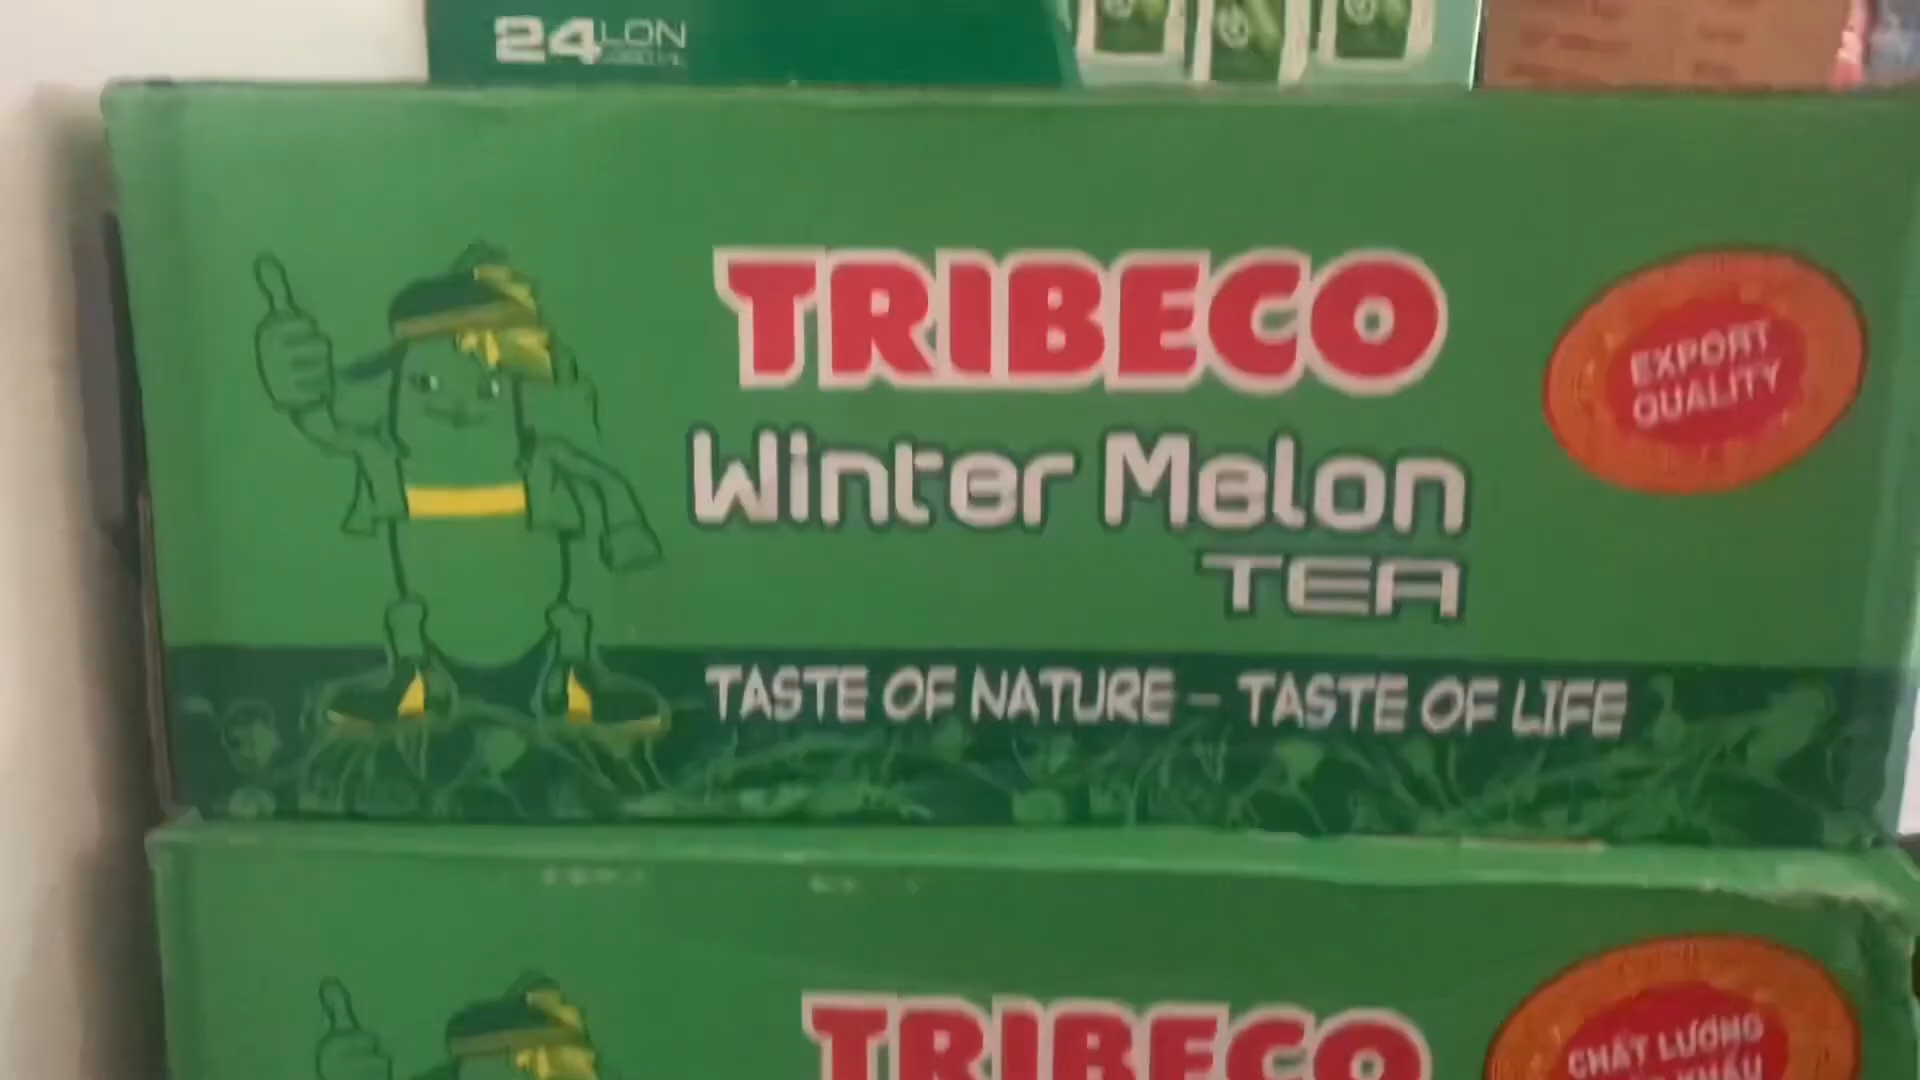 24 LON
TRIBECO
Winter Melon
TEA
EXPORT
QUALITY
TASTE OF NATURE – TASTE OF LIFE
TRIBECO
CHẤT LƯỢNG
KHẨU